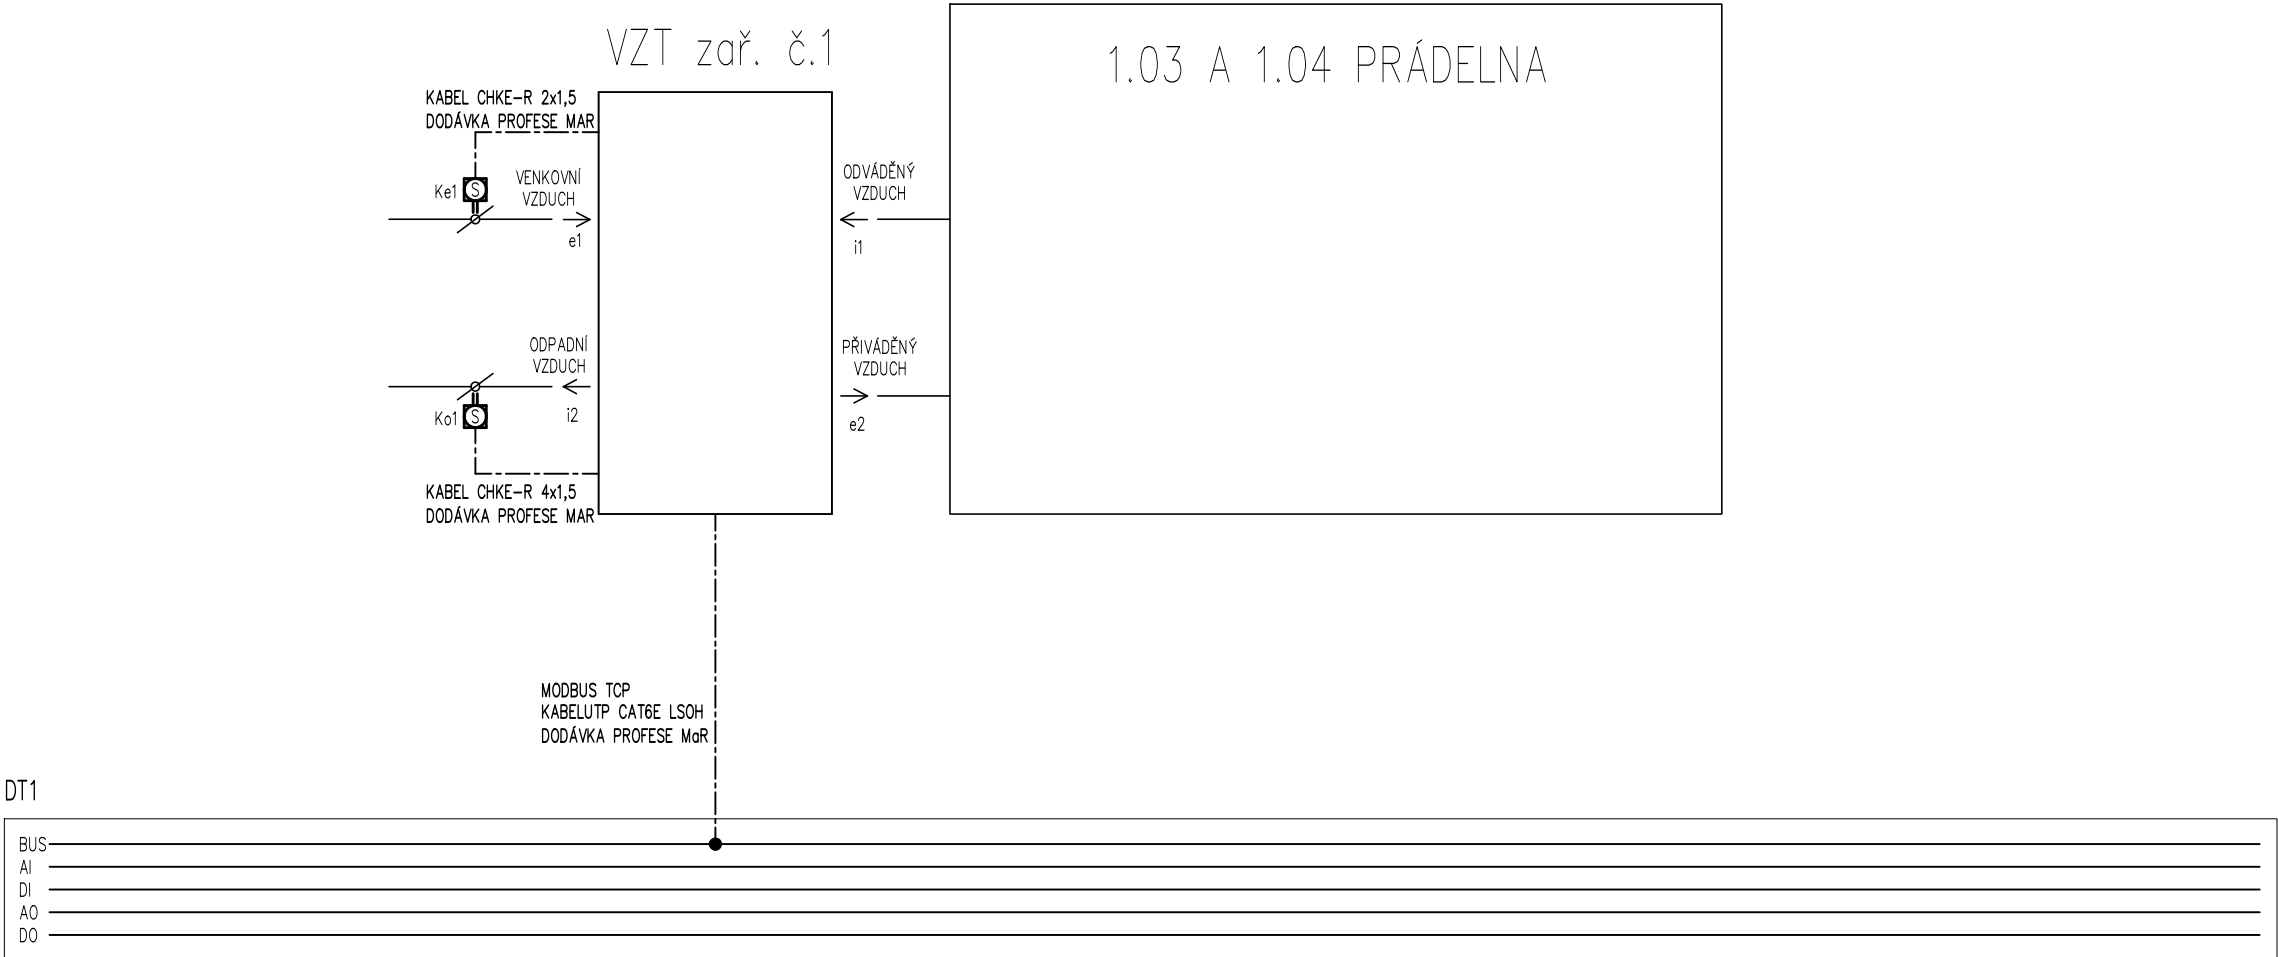 VZT zař. č.1
1.03 A 1.04 PRÁDELNA
KABEL CHKE-R 2x1,5
DODÁVKA PROFESE MAR
Ke1
S
VENKOVNÍ
VZDUCH
e1
ODVÁDĚNÝ
VZDUCH
i1
ODPADNÍ
VZDUCH
i2
PŘIVÁDĚNÝ
VZDUCH
e2
Ko1
S
KABEL CHKE-R 4x1,5
DODÁVKA PROFESE MAR
MODBUS TCP
KABELUTP CAT6E LSOH
DODÁVKA PROFESE MaR
DT1
BUS
AI
DI
AO
DO